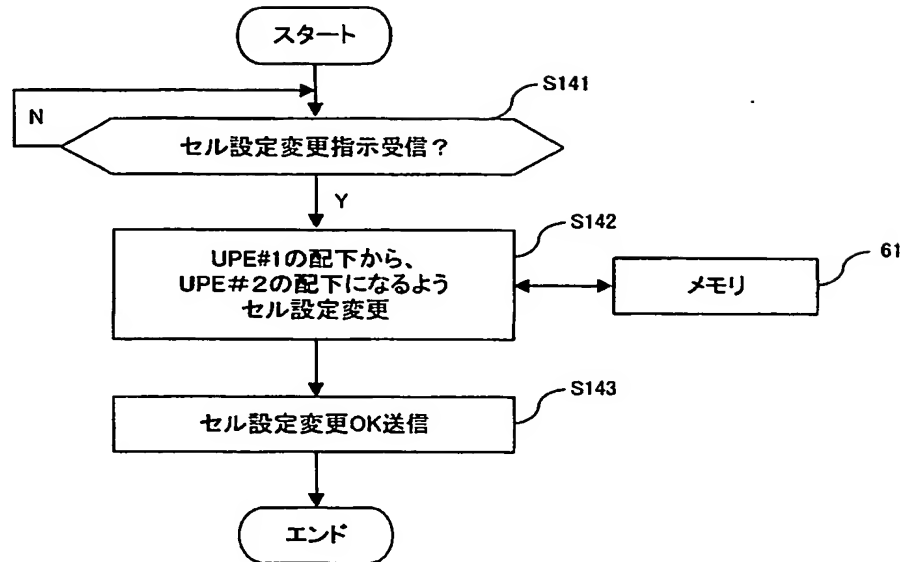 スタート
S141
N
セル設定変更指示受信？
Y
S142
UPE#1の配下から、
UPE＃2の配下になるよう
セル設定変更
61
メモリ
S143
セル設定変更OK送信
エンド